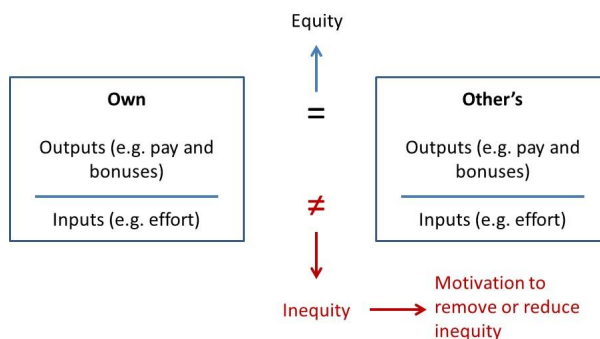 Equity
Own
Outputs (e.g. pay and
bonuses)
Inputs (e.g. effort)
=
≠
Other's
Outputs (e.g. pay and
bonuses)
Inputs (e.g. effort)
Inequity
Motivation to
remove or reduce
inequity